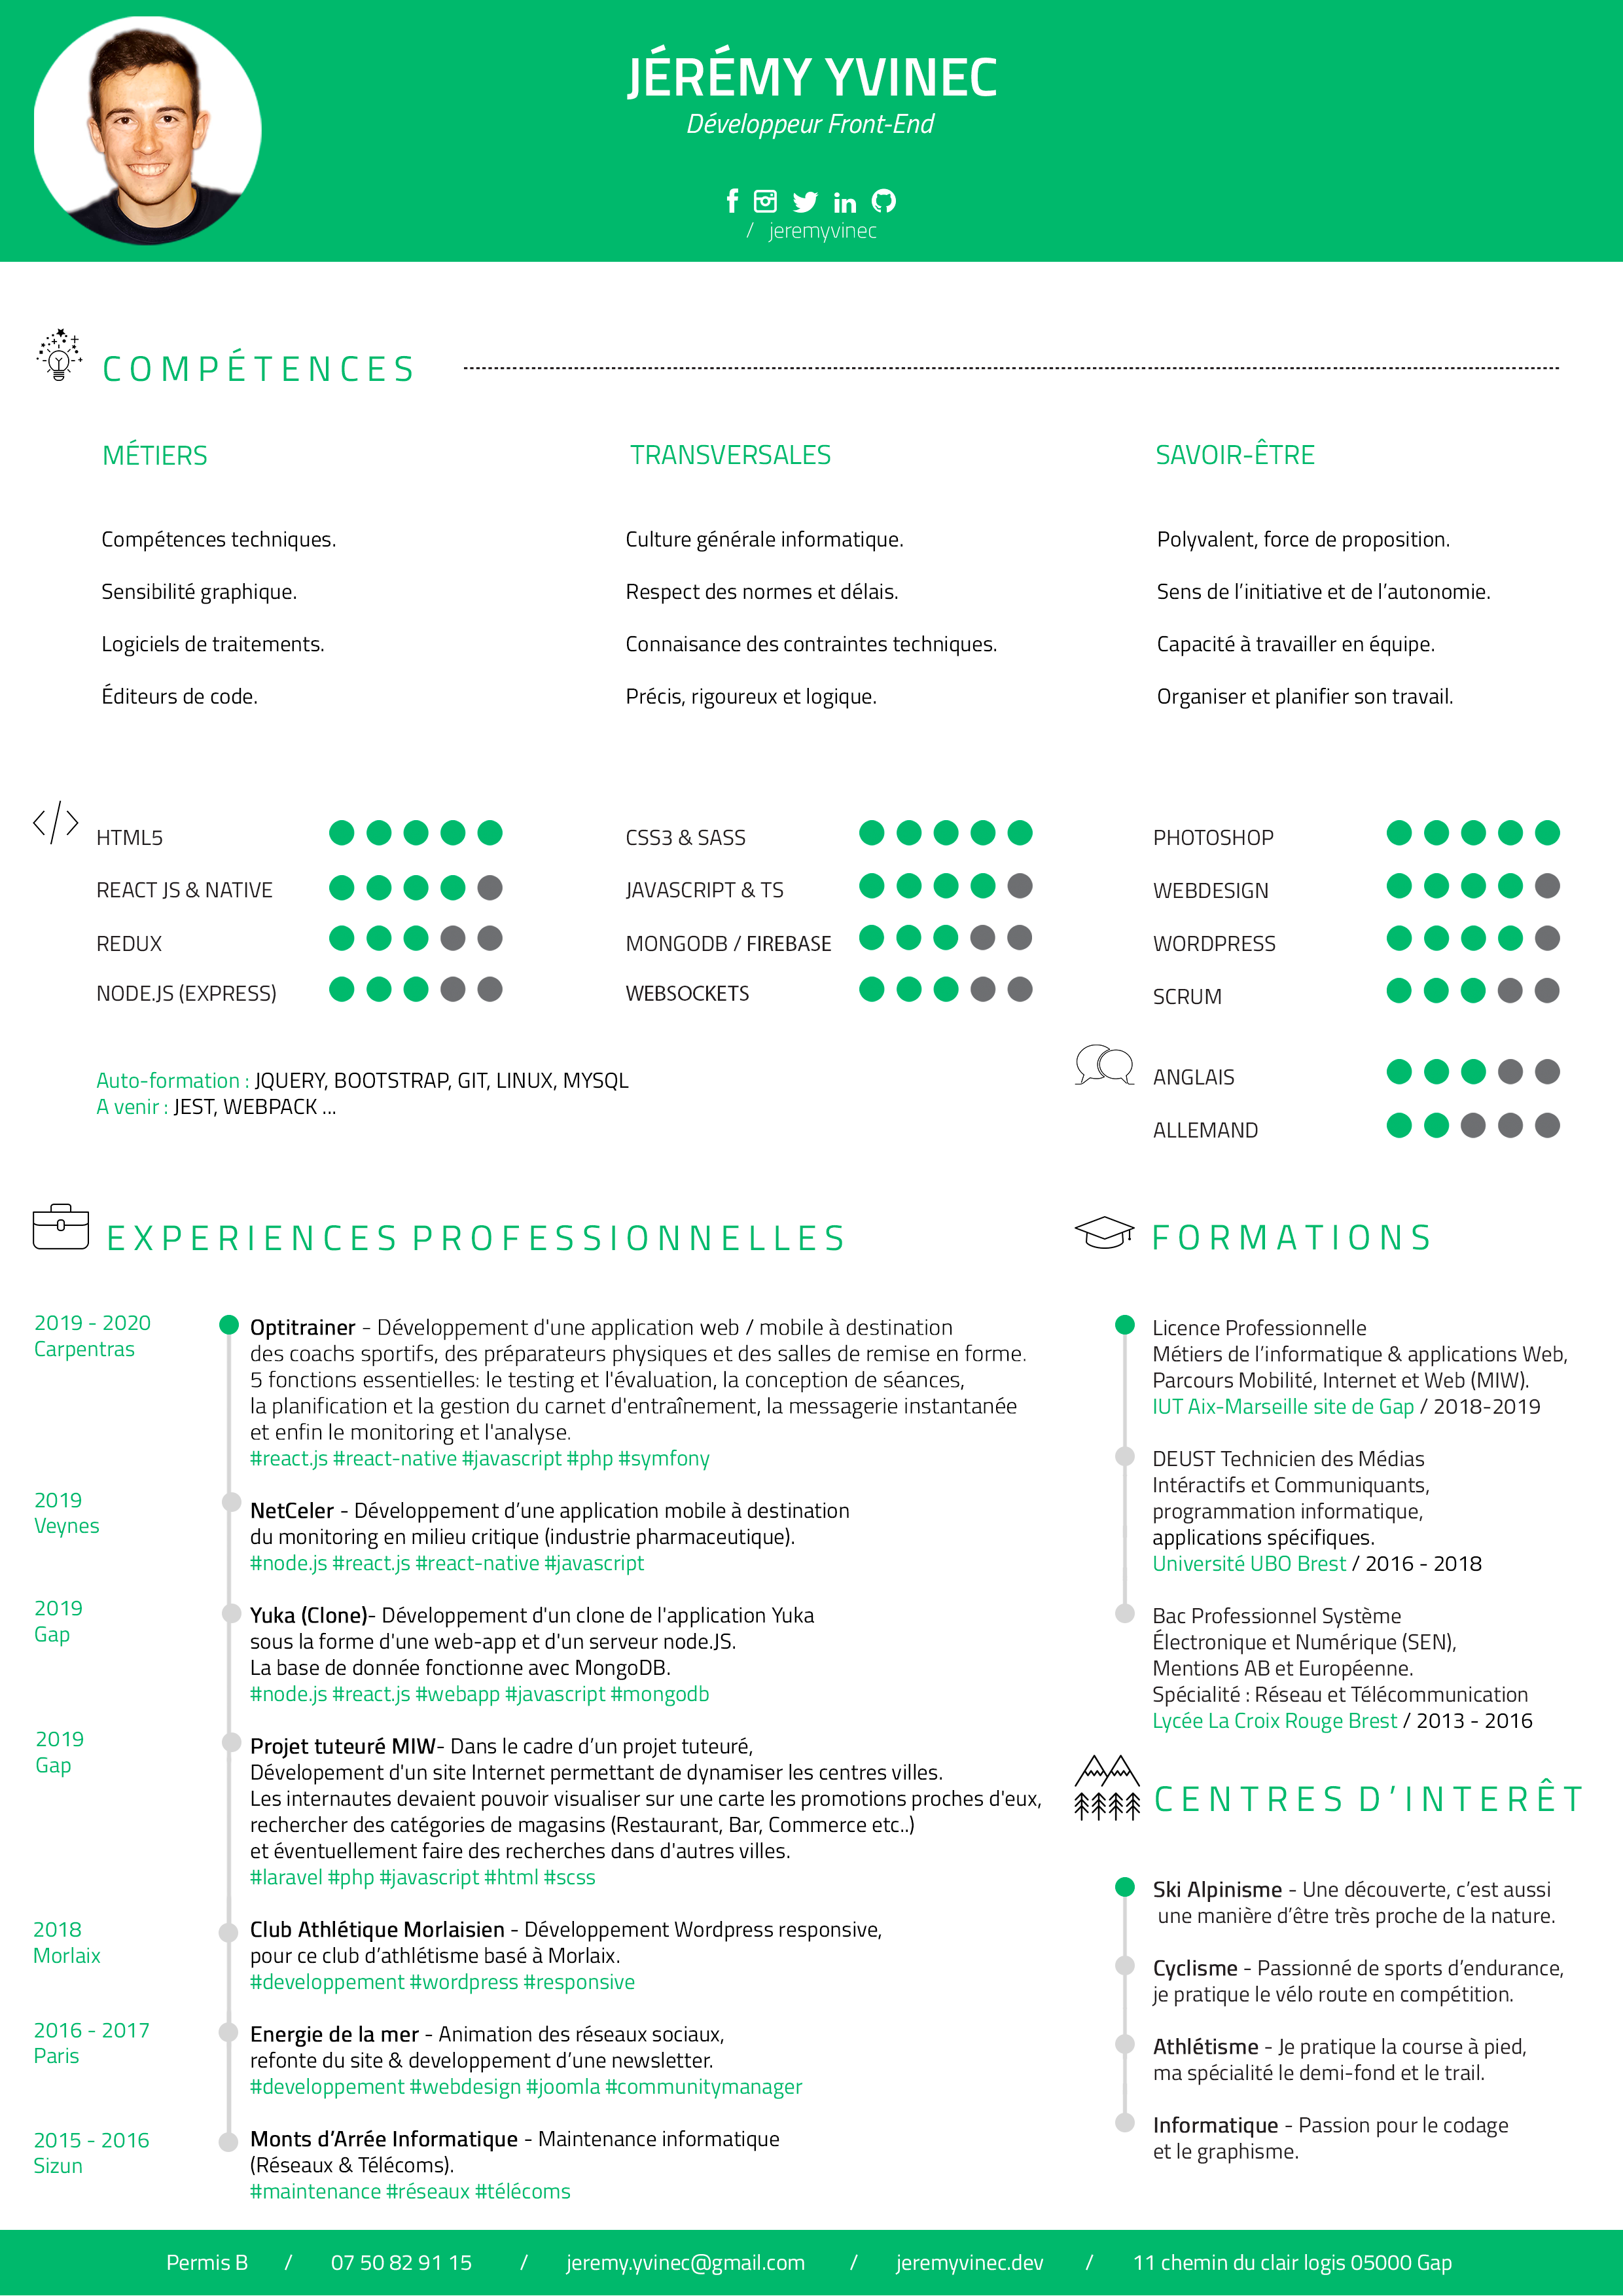 JÉRÉMY YVINEC
Développeur Front-End
/ jeremyvinec
COMPÉTENCES
MÉTIERS
Compétences techniques.
Sensibilité graphique.
Logiciels de traitements.
Éditeurs de code.
TRANSVERSALES
Culture générale informatique.
Respect des normes et délais.
Connaisance des contraintes techniques.
Précis, rigoureux et logique.
SAVOIR-ÊTRE
Polyvalent, force de proposition.
Sens de l’initiative et de l’autonomie.
Capacité à travailler en équipe.
Organiser et planifier son travail.
HTML5
REACT JS & NATIVE
REDUX
NODE.JS (EXPRESS)
CSS3 & SASS
JAVASCRIPT & TS
MONGODB / FIREBASE
WEBSOCKETS
PHOTOSHOP
WEBDESIGN
WORDPRESS
SCRUM
Auto-formation : JQUERY, BOOTSTRAP, GIT, LINUX, MYSQL
A venir : JEST, WEBPACK ...
ANGLAIS
ALLEMAND
EXPERIENCES PROFESSIONNELLES
2019 - 2020
Carpentras
Optitrainer - Développement d'une application web / mobile à destination
des coachs sportifs, des préparateurs physiques et des salles de remise en forme.
5 fonctions essentielles: le testing et l'évaluation, la conception de séances,
la planification et la gestion du carnet d'entraînement, la messagerie instantanée
et enfin le monitoring et l'analyse.
#react.js #react-native #javascript #php #symfony
2019
Veynes
NetCeler - Développement d’une application mobile à destination
du monitoring en milieu critique (industrie pharmaceutique).
#node.js #react.js #react-native #javascript
2019
Gap
Yuka (Clone)- Développement d'un clone de l'application Yuka
sous la forme d'une web-app et d'un serveur node.JS.
La base de donnée fonctionne avec MongoDB.
#node.js #react.js #webapp #javascript #mongodb
2019
Gap
Projet tuteuré MIW- Dans le cadre d’un projet tuteuré,
Dévelopement d'un site Internet permettant de dynamiser les centres villes.
Les internautes devaient pouvoir visualiser sur une carte les promotions proches d'eux,
rechercher des catégories de magasins (Restaurant, Bar, Commerce etc..)
et éventuellement faire des recherches dans d'autres villes.
#laravel #php #javascript #html #scss
2018
Morlaix
Club Athlétique Morlaisien - Développement Wordpress responsive,
pour ce club d’athlétisme basé à Morlaix.
#developpement #wordpress #responsive
2016 - 2017
Paris
Energie de la mer - Animation des réseaux sociaux,
refonte du site & developpement d’une newsletter.
#developpement #webdesign #joomla #communitymanager
2015 - 2016
Sizun
Monts d’Arrée Informatique - Maintenance informatique
(Réseaux & Télécoms).
#maintenance #réseaux #télécoms
FORMATIONS
Licence Professionnelle
Métiers de l’informatique & applications Web,
Parcours Mobilité, Internet et Web (MIW).
IUT Aix-Marseille site de Gap / 2018-2019
DEUST Technicien des Médias
Intéractifs et Communiquants,
programmation informatique,
applications spécifiques.
Université UBO Brest / 2016 - 2018
Bac Professionnel Système
Électronique et Numérique (SEN),
Mentions AB et Européenne.
Spécialité : Réseau et Télécommunication
Lycée La Croix Rouge Brest / 2013 - 2016
CENTRES D’INTERÊT
Ski Alpinisme - Une découverte, c’est aussi
une manière d’être très proche de la nature.
Cyclisme - Passionné de sports d’endurance,
je pratique le vélo route en compétition.
Athlétisme - Je pratique la course à pied,
ma spécialité le demi-fond et le trail.
Informatique - Passion pour le codage
et le graphisme.
Permis B / 07 50 82 91 15 / jeremy.yvinec@gmail.com / jeremyvinec.dev / 11 chemin du clair logis 05000 Gap